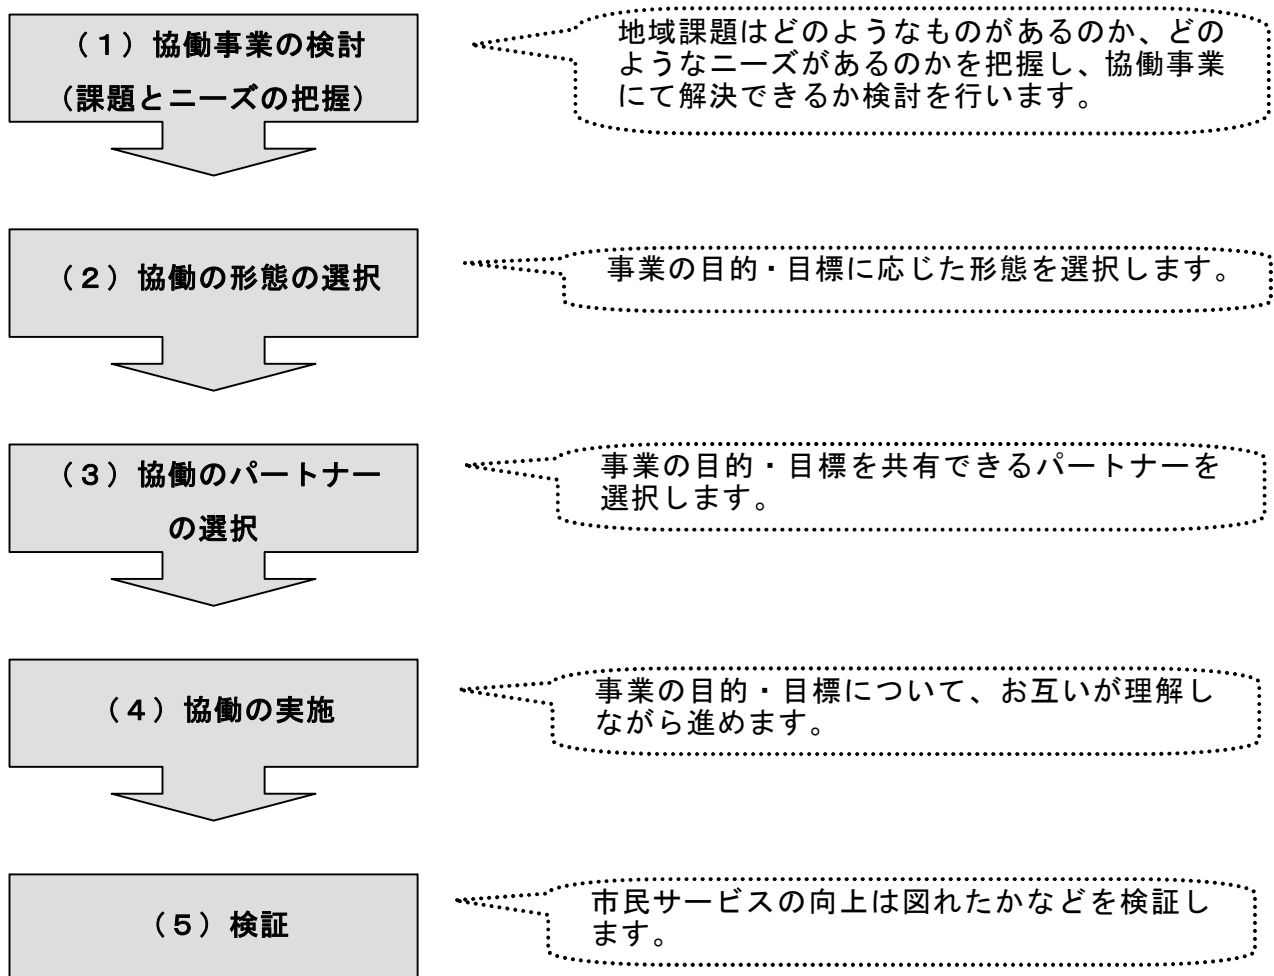 （１）協働事業の検討
（課題とニーズの把握）
地域課題はどのようなものがあるのか、どの
ようなニーズがあるのかを把握し、協働事業
にて解決できるか検討を行います。
（２）協働の形態の選択
事業の目的・目標に応じた形態を選択します。
（３）協働のパートナー
の選択
事業の目的・目標を共有できるパートナーを
選択します。
（４）協働の実施
事業の目的・目標について、お互いが理解し
ながら進めます。
（５）検証
市民サービスの向上は図れたかなどを検証し
ます。